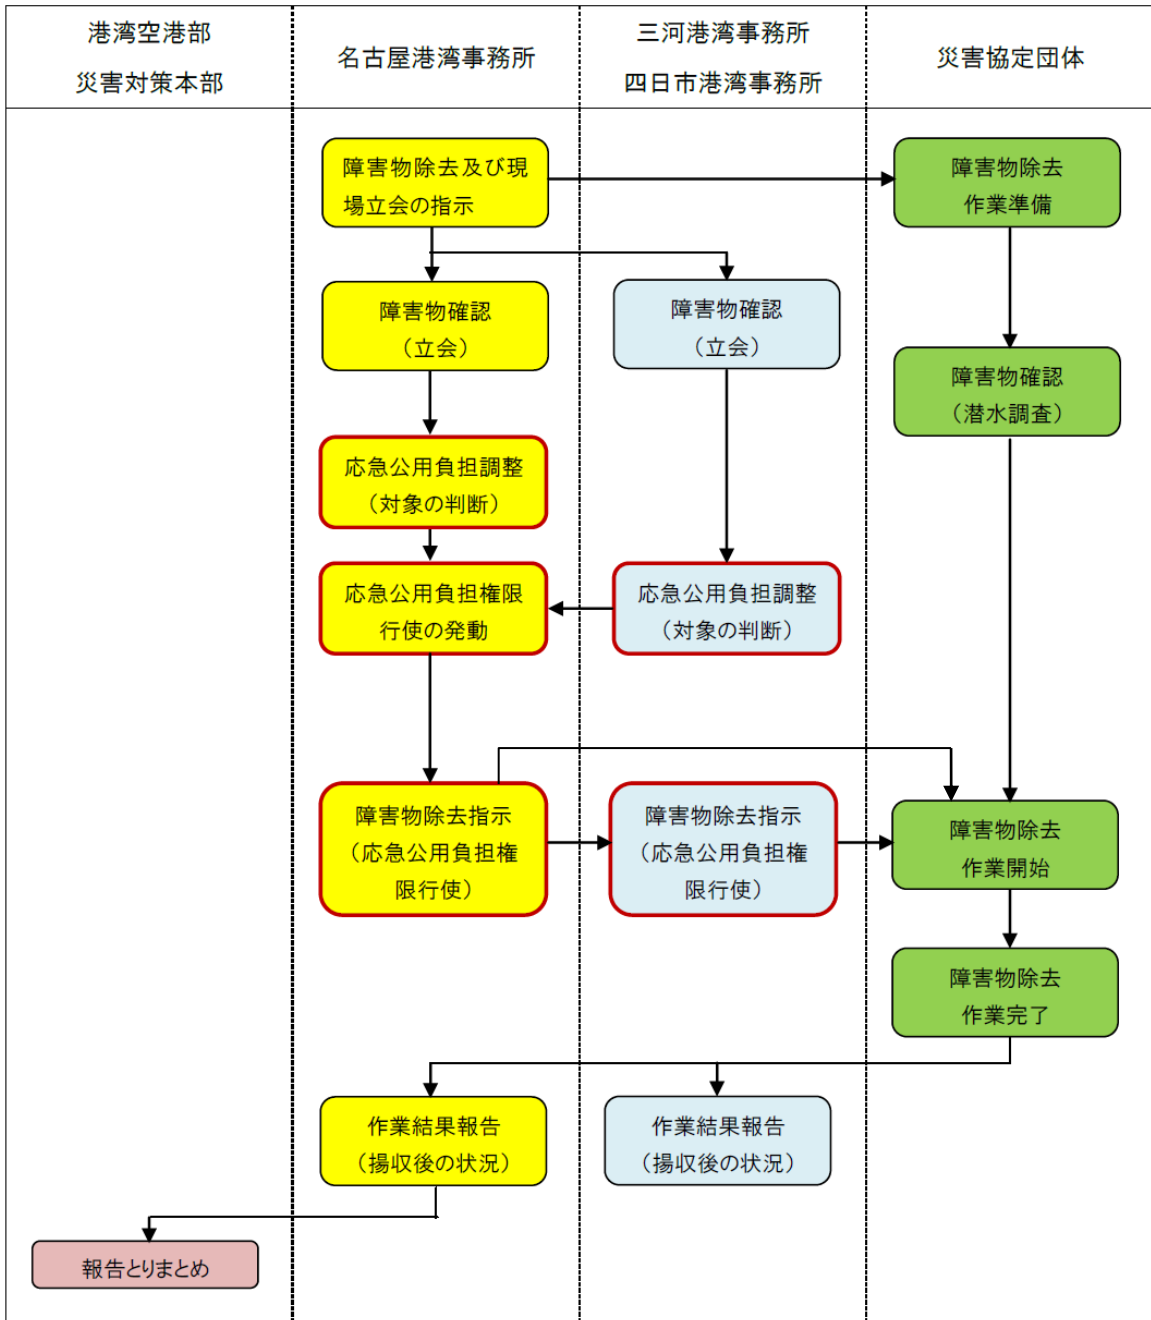 港湾空港部
災害対策本部
名古屋港湾事務所
三河港湾事務所
四日市港湾事務所
災害協定団体
障害物除去及び現
場立会の指示
障害物除去
作業準備
障害物確認
（立会）
障害物確認
（立会）
障害物確認
（潜水調査）
応急公用負担調整
（対象の判断）
応急公用負担権限
行使の発動
応急公用負担調整
（対象の判断）
障害物除去指示
（応急公用負担権
限行使）
障害物除去指示
（応急公用負担権
限行使）
障害物除去
作業開始
障害物除去
作業完了
作業結果報告
（揚収後の状況）
作業結果報告
（揚収後の状況）
報告とりまとめ